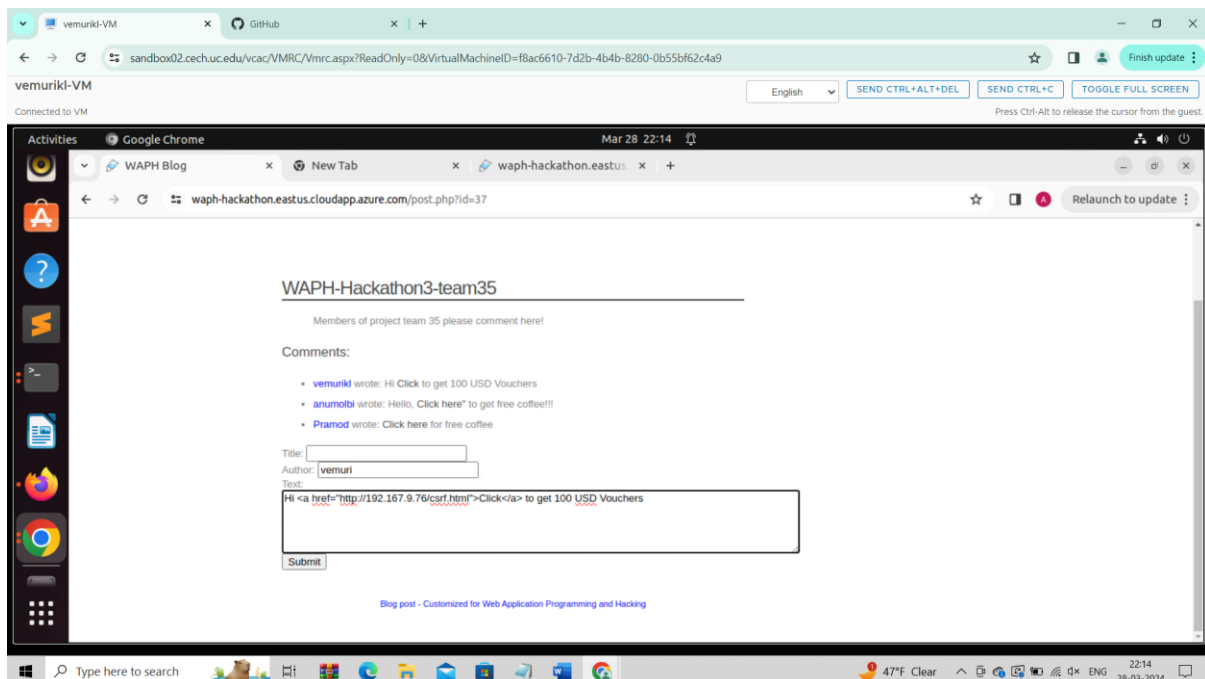 vemurikl-VM
GitHub
sandbox02.cech.uc.edu/vcac/VMRC/Vmrc.aspx?ReadOnly=0&VirtualMachineID=f8ac6610-7d2b-4b4b-8280-0b55bf62c4a9
Finish update
vemurikl-VM
English
SEND CTRL+ALT+DEL
SEND CTRL+C
TOGGLE FULL SCREEN
Connected to VM
Press Ctrl-Alt to release the cursor from the guest.
Activities
Google Chrome
Mar 28 22:14
WAPH Blog
New Tab
waph-hackathon.eastus
waph-hackathon.eastus.cloudapp.azure.com/post.php?id=37
A
Relaunch to update
WAPH-Hackathon3-team35
Members of project team 35 please comment here!
Comments:
vemurikl wrote: Hi Click to get 100 USD Vouchers
anumolbi wrote: Hello, Click here" to get free coffee!!!
Pramod wrote: Click here for free coffee
Title:
Author: vemuri
Text:
Hi <a href="http://192.167.9.76/csrf.html">Click</a> to get 100 USD Vouchers
Submit
Blog post - Customized for Web Application Programming and Hacking
Type here to search
47°F Clear
ENG
22:14
28-03-2024